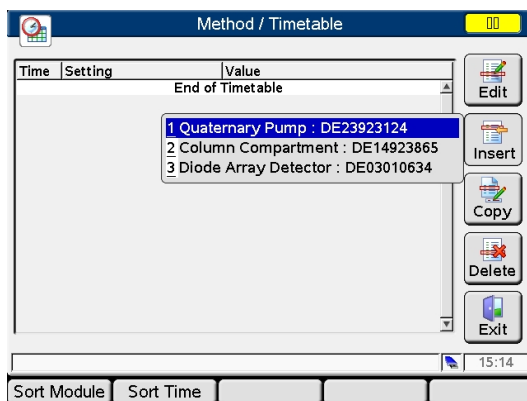 Method / Timetable
Time Setting Value
End of Timetable
1 Quaternary Pump : DE23923124
2 Column Compartment : DE14923865
3 Diode Array Detector : DE03010634
Edit
Insert
Copy
Delete
Exit
15:14
Sort Module Sort Time